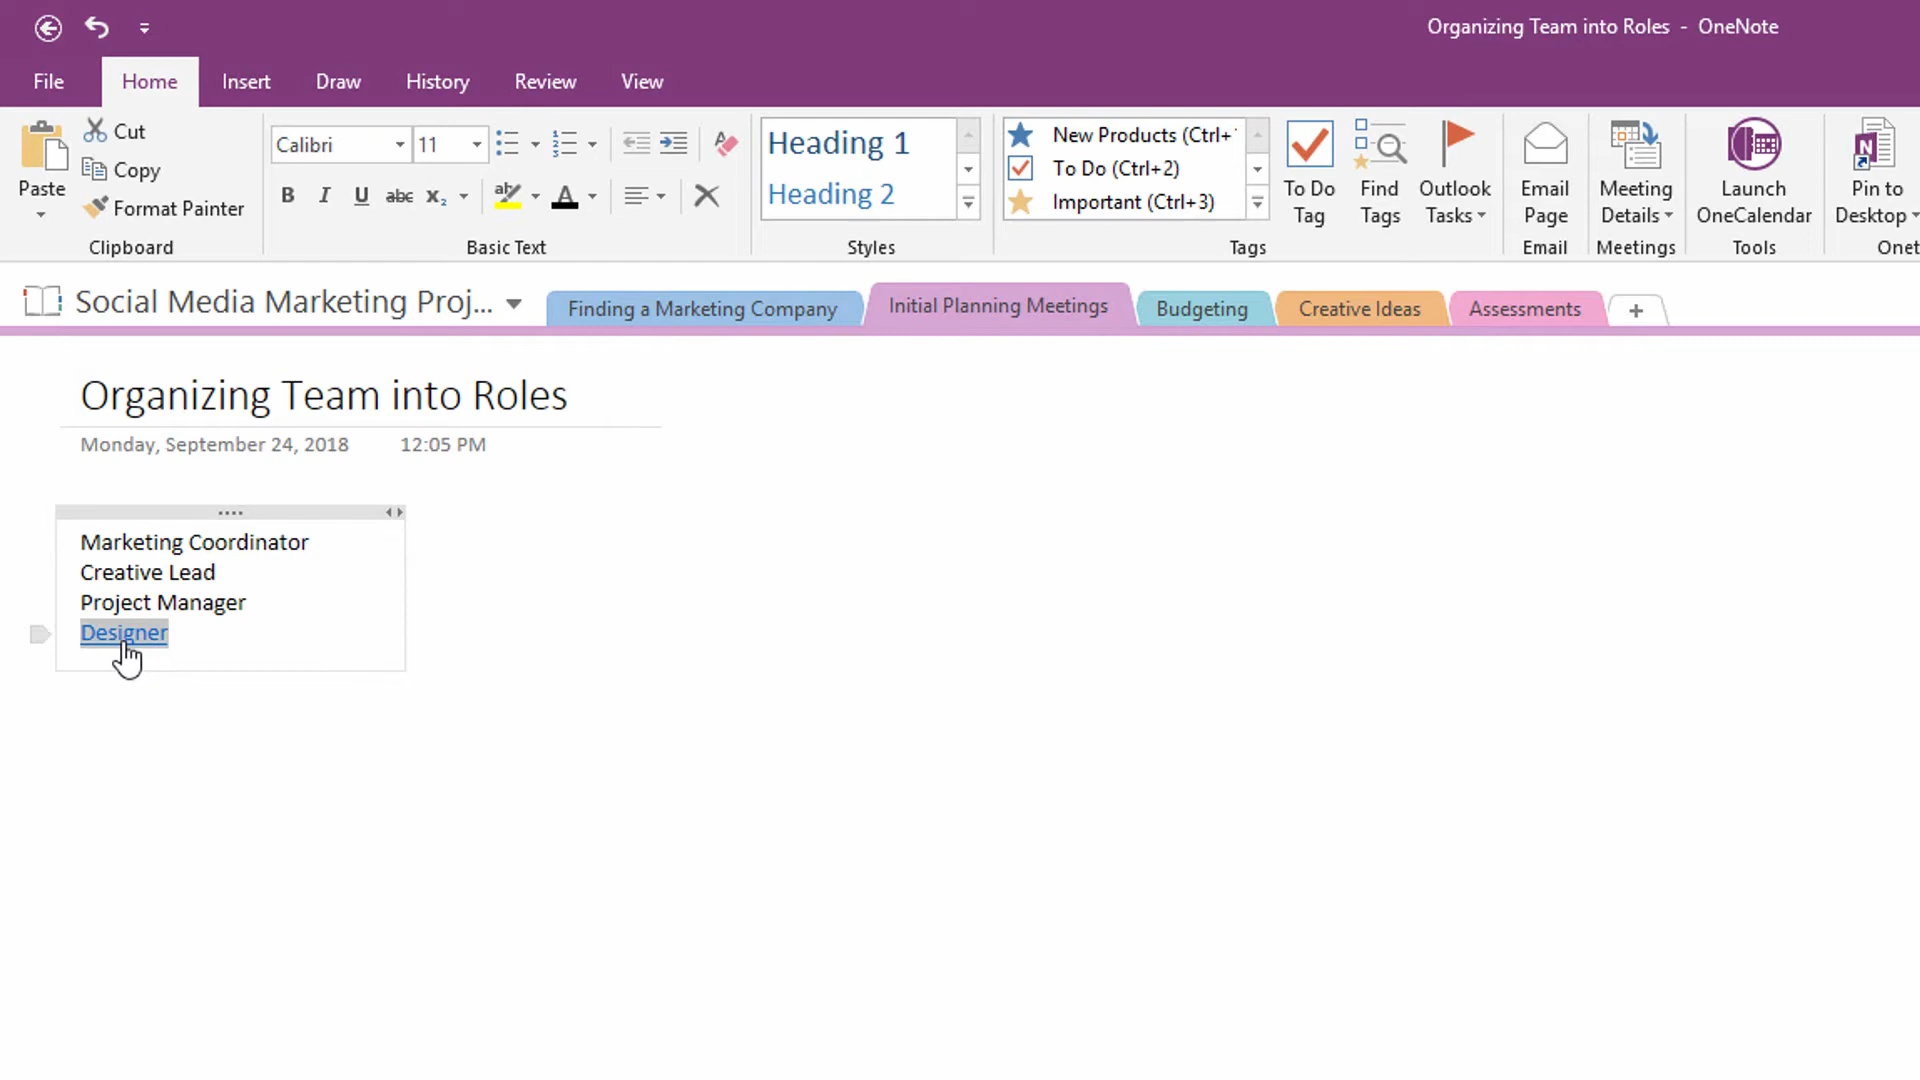 Organizing Team into Roles - OneNote
File Home Insert Draw History Review View
Paste
Cut
Copy
Format Painter
Clipboard
Calibri 11
B I U abc x₂ aby A
Basic Text
Heading 1
Heading 2
Styles
New Products (Ctrl+
To Do (Ctrl+2)
Important (Ctrl+3)
To Do
Tag
Find
Tags
Outlook
Tasks
Tags
Email
Page
Email
Meeting
Details
Meetings
Launch
OneCalendar
Tools
Pin to
Desktop
Onet
Social Media Marketing Proj... Finding a Marketing Company Initial Planning Meetings Budgeting Creative Ideas Assessments +
Organizing Team into Roles
Monday, September 24, 2018 12:05 PM
Marketing Coordinator
Creative Lead
Project Manager
Designer